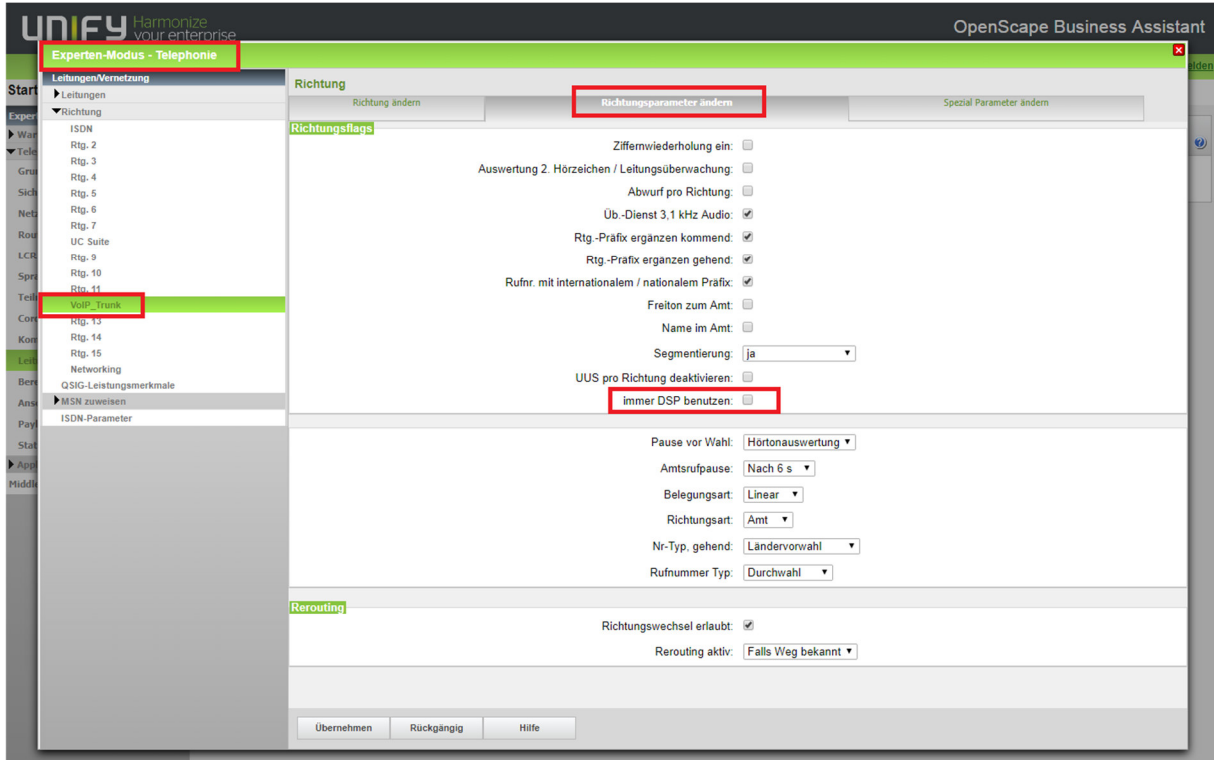 UNIFY Harmonize your enterprise
OpenScape Business Assistant
Experten-Modus - Telephonie
Start
Leitungen/Vernetzung
Leitungen
Richtung
ISDN
Rtg. 2
Rtg. 3
Rtg. 4
Rtg. 5
Rtg. 6
Rtg. 7
UC Suite
Rtg. 9
Rtg. 10
Rtg. 11
VoIP_Trunk
Rtg. 13
Rtg. 14
Rtg. 15
Networking
QSIG-Leistungsmerkmale
MSN zuweisen
ISDN-Parameter
Richtung
Richtung ändern
Richtungsparameter ändern
Spezial Parameter ändern
Richtungsflags
Ziffernwiederholung ein:
Auswertung 2. Hörzeichen / Leitungsüberwachung:
Abwurf pro Richtung:
Üb.-Dienst 3,1 kHz Audio:
Rtg.-Präfix ergänzen kommend:
Rtg.-Präfix ergänzen gehend:
Rufnr. mit internationalem / nationalem Präfix:
Freiton zum Amt:
Name im Amt:
Segmentierung: ja
UUS pro Richtung deaktivieren:
immer DSP benutzen:
Pause vor Wahl: Hörtonauswertung
Amtsrufpause: Nach 6 s
Belegungsart: Linear
Richtungsart: Amt
Nr-Typ, gehend: Ländervorwahl
Rufnummer Typ: Durchwahl
Rerouting
Richtungswechsel erlaubt:
Rerouting aktiv: Falls Weg bekannt
Übernehmen
Rückgängig
Hilfe